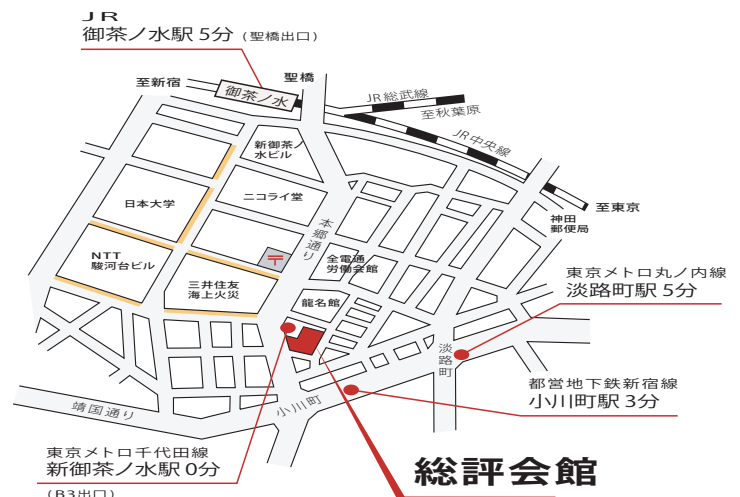 JR
御茶ノ水駅 5分 (聖橋出口)
至新宿
聖橋
御茶ノ水
JR総武線
至秋葉原
JR中央線
新御茶ノ
水ビル
至東京
日本大学
ニコライ堂
神田
郵便局
本郷通り
〒
NTT
駿河台ビル
全電通
労働会館
三井住友
海上火災
龍名館
東京メトロ丸ノ内線
淡路町駅 5分
淡路町
都営地下鉄新宿線
小川町駅 3分
小川町
靖国通り
東京メトロ千代田線
新御茶ノ水駅 0分
(B3出口)
総評会館